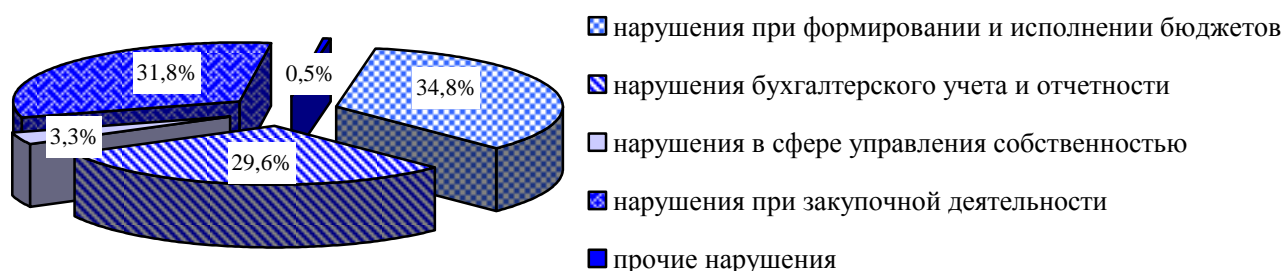 31,8%
0,5%
34,8%
3,3%
29,6%
нарушения при формировании и исполнении бюджетов
нарушения бухгалтерского учета и отчетности
нарушения в сфере управления собственностью
нарушения при закупочной деятельности
прочие нарушения